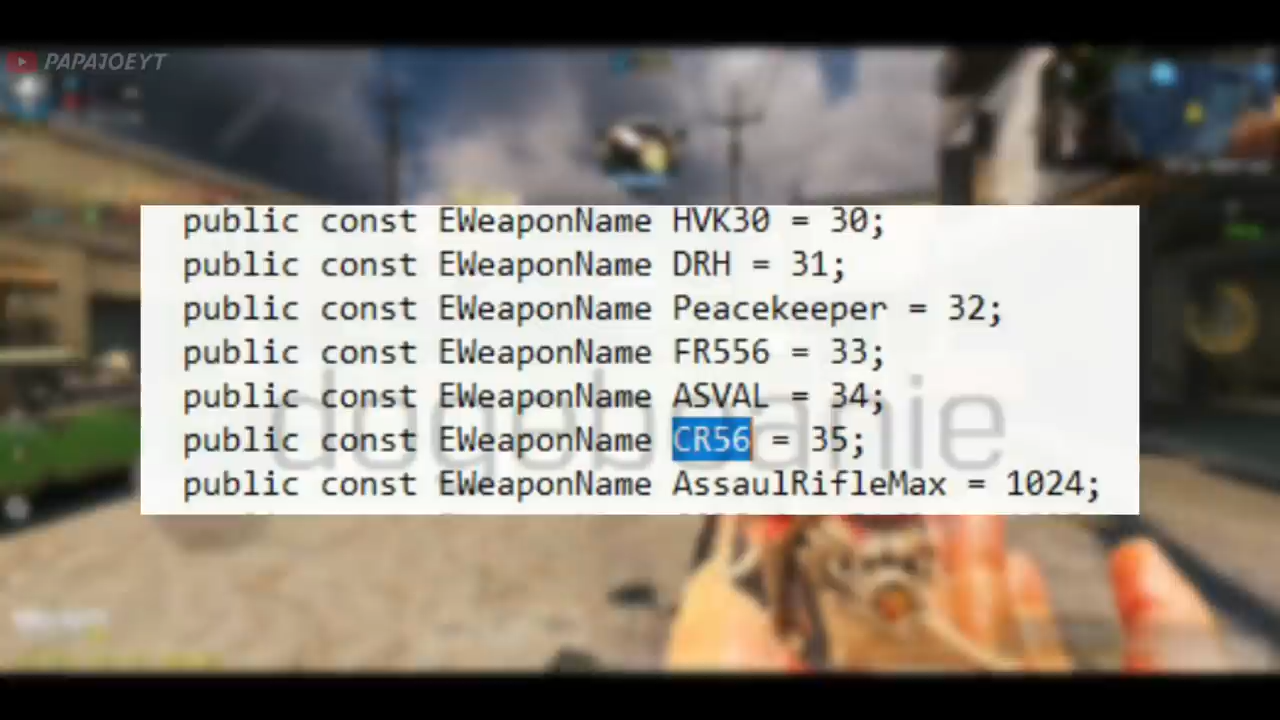 PAPAJOEYT
public const EWeaponName HVK30 = 30;
public const EWeaponName DRH = 31;
public const EWeaponName Peacekeeper = 32;
public const EWeaponName FR556 = 33;
public const EWeaponName ASVAL = 34;
public const EWeaponName CR56 = 35;
public const EWeaponName AssaulRifleMax = 1024;
dogebeanie